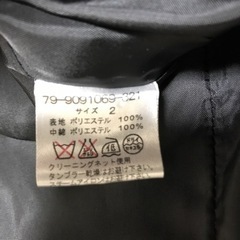 79-9091069-321
サイズ 2
表地 ポリエステル 100%
中綿 ポリエステル 100%
クリーニングネット使用
タンブラー乾燥はお避け下さい